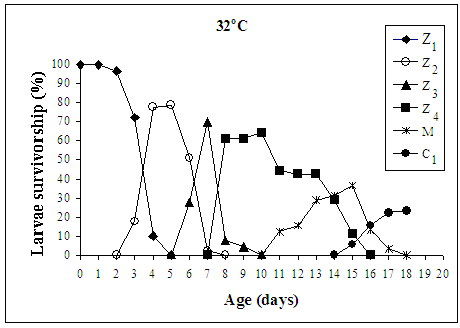 32°C
Z1
Z2
Z3
Z4
M
C1
Larvae survivorship (%)
100
90
80
70
60
50
40
30
20
10
0
0 1 2 3 4 5 6 7 8 9 10 11 12 13 14 15 16 17 18 19 20
Age (days)